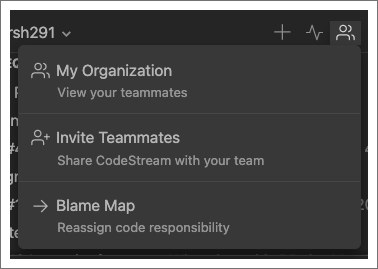 rsh291
My Organization
View your teammates
Invite Teammates
Share CodeStream with your team
Blame Map
Reassign code responsibility